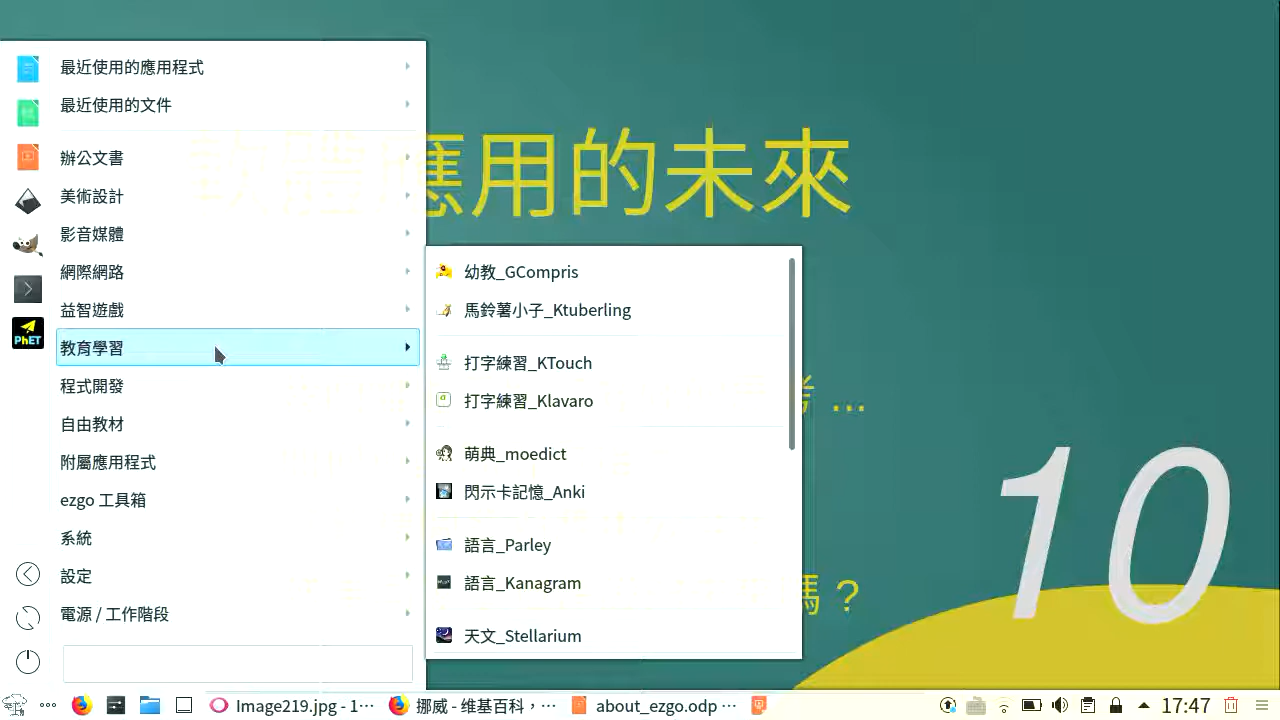 最近使用的應用程式
最近使用的文件
辦公文書
美術設計
影音媒體
網際網路
益智遊戲
教育學習
程式開發
自由教材
附屬應用程式
ezgo 工具箱
系統
設定
電源 / 工作階段
PhET
應用的未來
幼教_GCompris
馬鈴薯小子_Ktuberling
打字練習_KTouch
打字練習_Klavaro
萌典_moedict
閃示卡記憶_Anki
語言_Parley
語言_Kanagram
天文_Stellarium
...
嗎？
10
Image219.jpg - 1⋯
挪威 - 維基百科，⋯
about_ezgo.odp ⋯
17:47